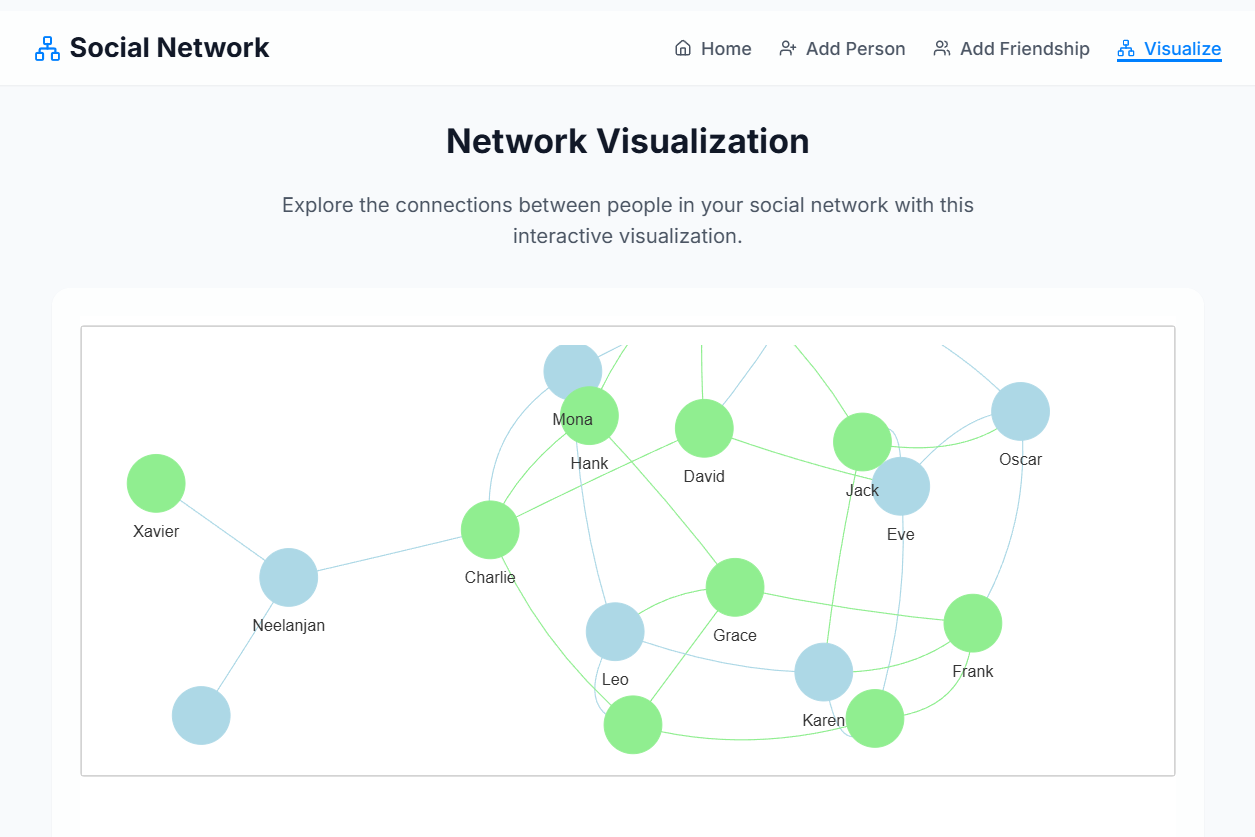 Social Network
Home
Add Person
Add Friendship
Visualize
Network Visualization
Explore the connections between people in your social network with this
interactive visualization.
Mona
Hank
David
Jack
Oscar
Xavier
Eve
Charlie
Neelanjan
Grace
Leo
Frank
Karen